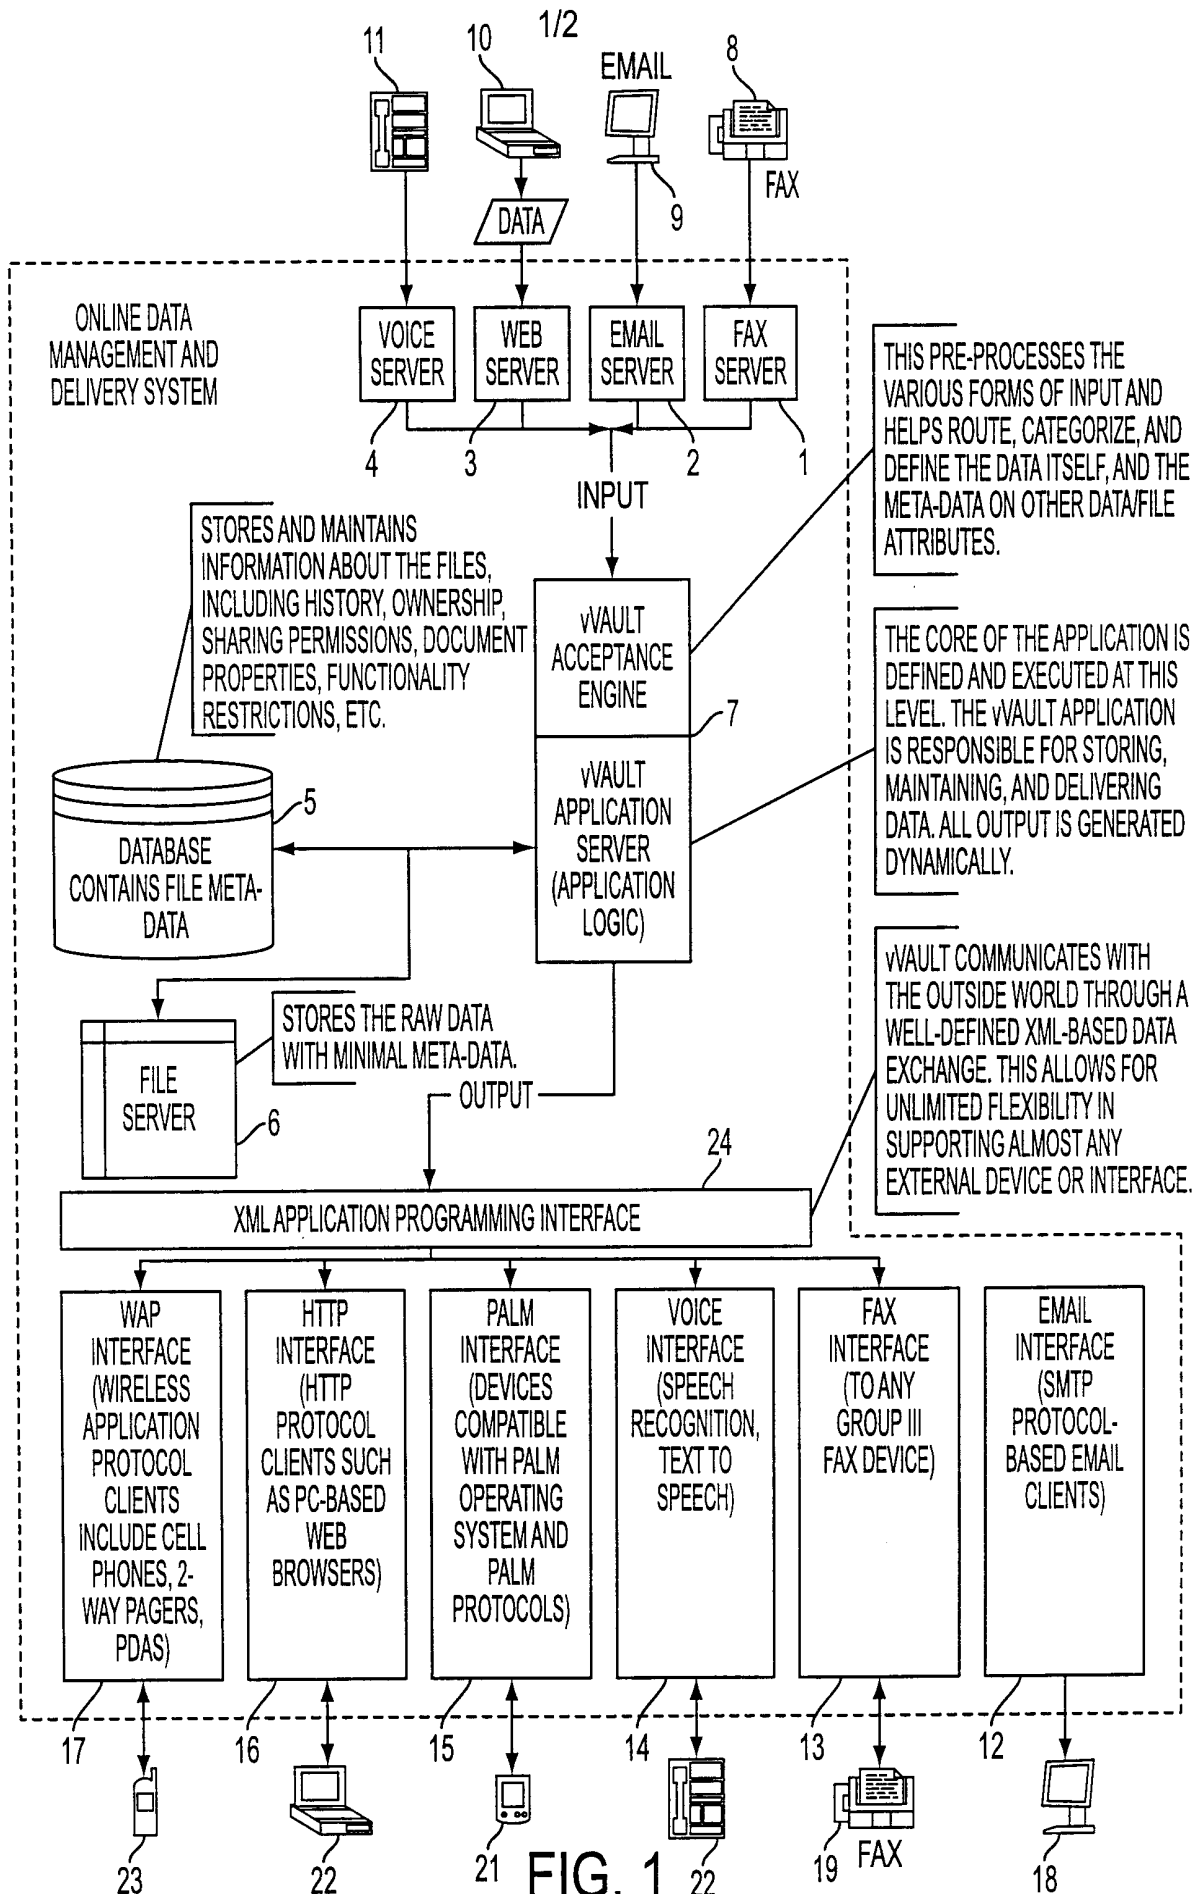 1/2
11
10
EMAIL
8
9
FAX
DATA
ONLINE DATA
MANAGEMENT AND
DELIVERY SYSTEM
VOICE
SERVER
WEB
SERVER
EMAIL
SERVER
FAX
SERVER
4
3
2
1
INPUT
THIS PRE-PROCESSES THE
VARIOUS FORMS OF INPUT AND
HELPS ROUTE, CATEGORIZE, AND
DEFINE THE DATA ITSELF, AND THE
META-DATA ON OTHER DATA/FILE
ATTRIBUTES.
STORES AND MAINTAINS
INFORMATION ABOUT THE FILES,
INCLUDING HISTORY, OWNERSHIP,
SHARING PERMISSIONS, DOCUMENT
PROPERTIES, FUNCTIONALITY
RESTRICTIONS, ETC.
vVAULT
ACCEPTANCE
ENGINE
7
vVAULT
APPLICATION
SERVER
(APPLICATION
LOGIC)
THE CORE OF THE APPLICATION IS
DEFINED AND EXECUTED AT THIS
LEVEL. THE vVAULT APPLICATION
IS RESPONSIBLE FOR STORING,
MAINTAINING, AND DELIVERING
DATA. ALL OUTPUT IS GENERATED
DYNAMICALLY.
5
DATABASE
CONTAINS FILE META-
DATA
FILE
SERVER
6
STORES THE RAW DATA
WITH MINIMAL META-DATA.
OUTPUT
vVAULT COMMUNICATES WITH
THE OUTSIDE WORLD THROUGH A
WELL-DEFINED XML-BASED DATA
EXCHANGE. THIS ALLOWS FOR
UNLIMITED FLEXIBILITY IN
SUPPORTING ALMOST ANY
EXTERNAL DEVICE OR INTERFACE.
24
XML APPLICATION PROGRAMMING INTERFACE
WAP
INTERFACE
(WIRELESS
APPLICATION
PROTOCOL
CLIENTS
INCLUDE CELL
PHONES, 2-
WAY PAGERS,
PDAS)
HTTP
INTERFACE
(HTTP
PROTOCOL
CLIENTS SUCH
AS PC-BASED
WEB
BROWSERS)
PALM
INTERFACE
(DEVICES
COMPATIBLE
WITH PALM
OPERATING
SYSTEM AND
PALM
PROTOCOLS)
VOICE
INTERFACE
(SPEECH
RECOGNITION,
TEXT TO
SPEECH)
FAX
INTERFACE
(TO ANY
GROUP III
FAX DEVICE)
EMAIL
INTERFACE
(SMTP
PROTOCOL-
BASED EMAIL
CLIENTS)
17
16
15
14
13
12
23
22
21
22
19
FAX
18
FIG. 1